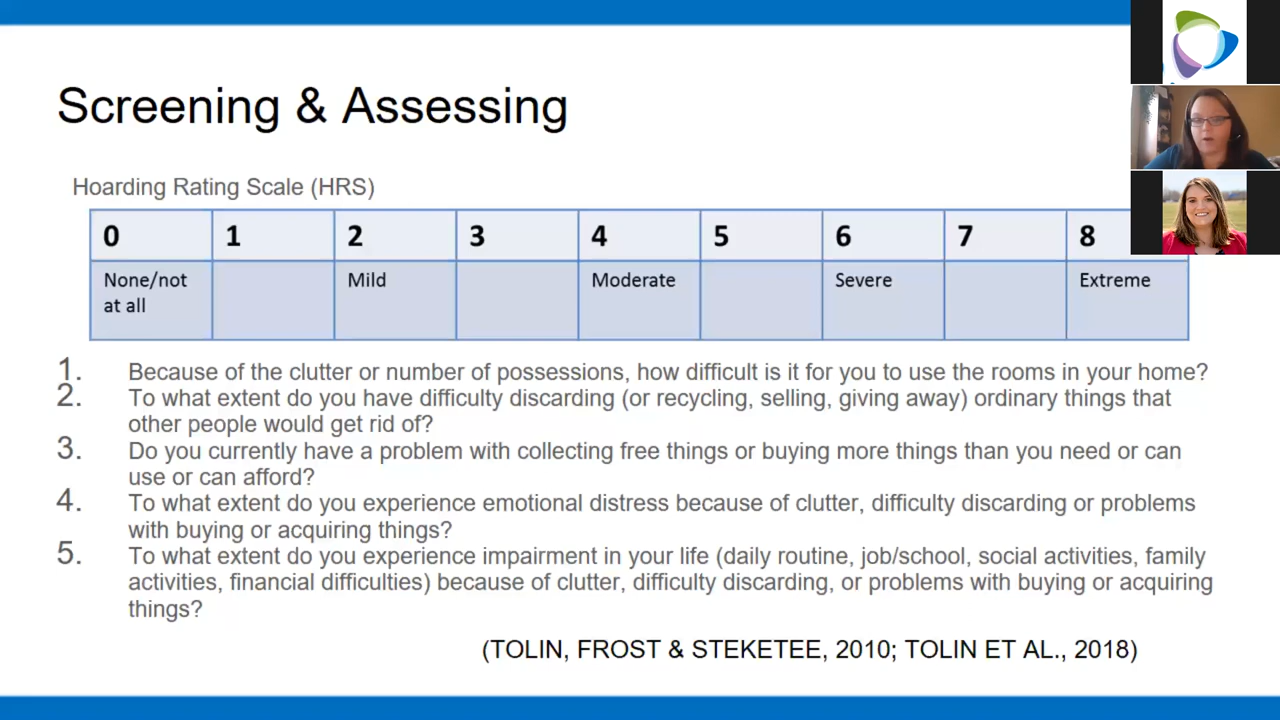 Screening & Assessing
Hoarding Rating Scale (HRS)
0 1 2 3 4 5 6 7 8
None/not Mild Moderate Severe Extreme
at all
1. Because of the clutter or number of possessions, how difficult is it for you to use the rooms in your home?
2. To what extent do you have difficulty discarding (or recycling, selling, giving away) ordinary things that
other people would get rid of?
3. Do you currently have a problem with collecting free things or buying more things than you need or can
use or can afford?
4. To what extent do you experience emotional distress because of clutter, difficulty discarding or problems
with buying or acquiring things?
5. To what extent do you experience impairment in your life (daily routine, job/school, social activities, family
activities, financial difficulties) because of clutter, difficulty discarding, or problems with buying or acquiring
things?
(TOLIN, FROST & STEKETEE, 2010; TOLIN ET AL., 2018)